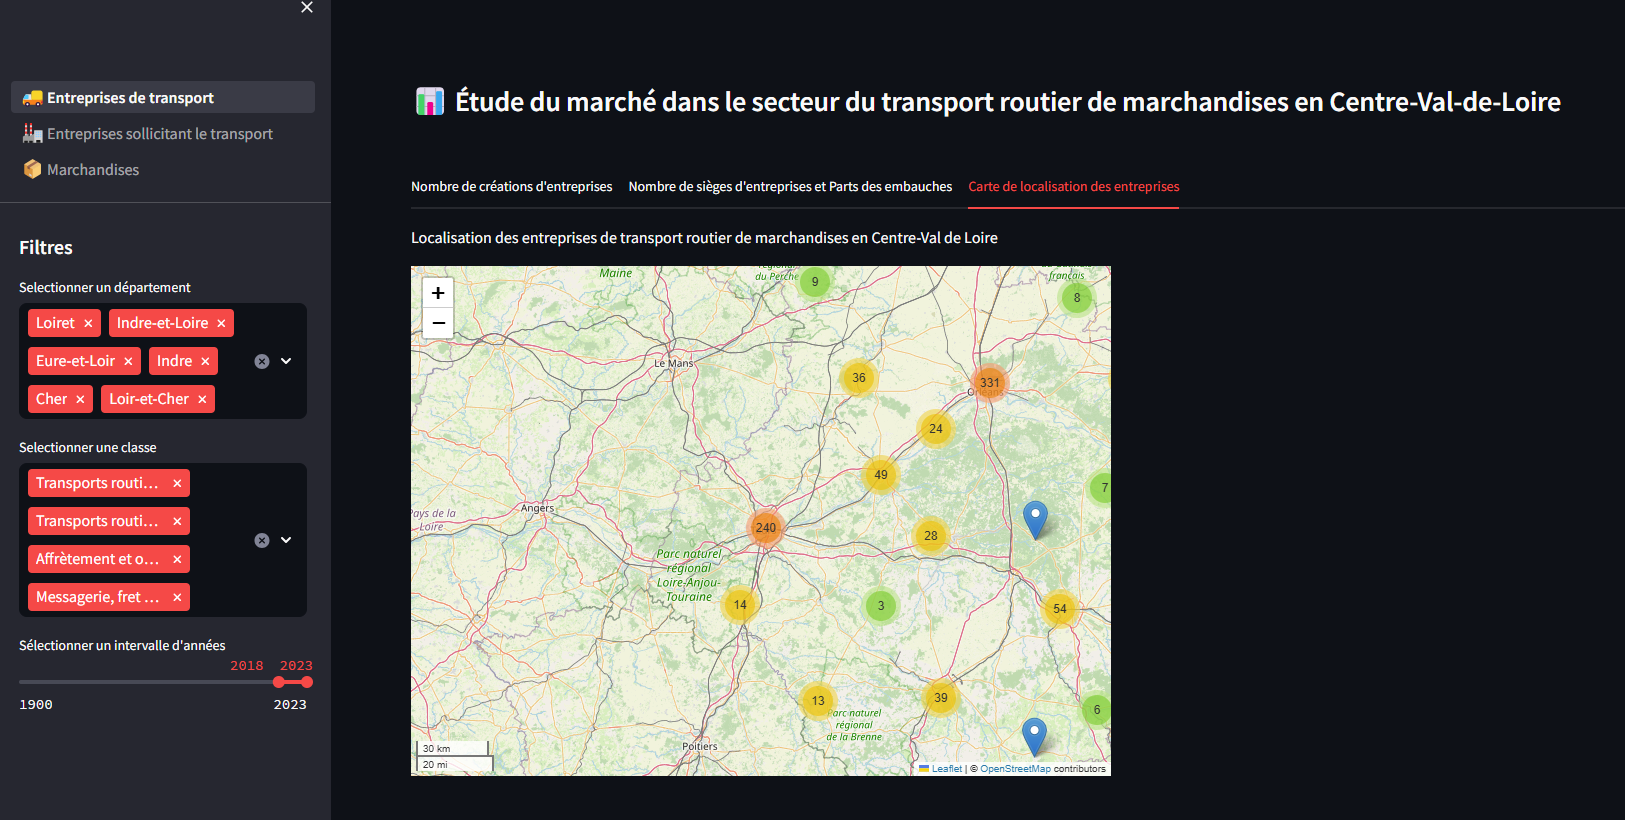 ×
Entreprises de transport
Entreprises sollicitant le transport
Marchandises
Filtres
Selectionner un département
Loiret × Indre-et-Loire ×
Eure-et-Loir × Indre ×
Cher × Loir-et-Cher ×
Selectionner une classe
Transports routi... ×
Transports routi... ×
Affrètement et o... ×
Messagerie, fret ... ×
Sélectionner un intervalle d'années
2018 2023
1900 2023
Étude du marché dans le secteur du transport routier de marchandises en Centre-Val-de-Loire
Nombre de créations d'entreprises Nombre de sièges d'entreprises et Parts des embauches Carte de localisation des entreprises
Localisation des entreprises de transport routier de marchandises en Centre-Val de Loire
+
−
Maine
régional
du Perche
9
français
8
Le Mans
36
331
Orléans
24
49
7
Angers
Pays de la
Loire
240
28
Parc naturel
régional
Loire-Anjou-
Touraine
14
3
54
13
39
6
Parc naturel
régional
de la Brenne
Poitiers
30 km
20 mi
Leaflet | © OpenStreetMap contributors